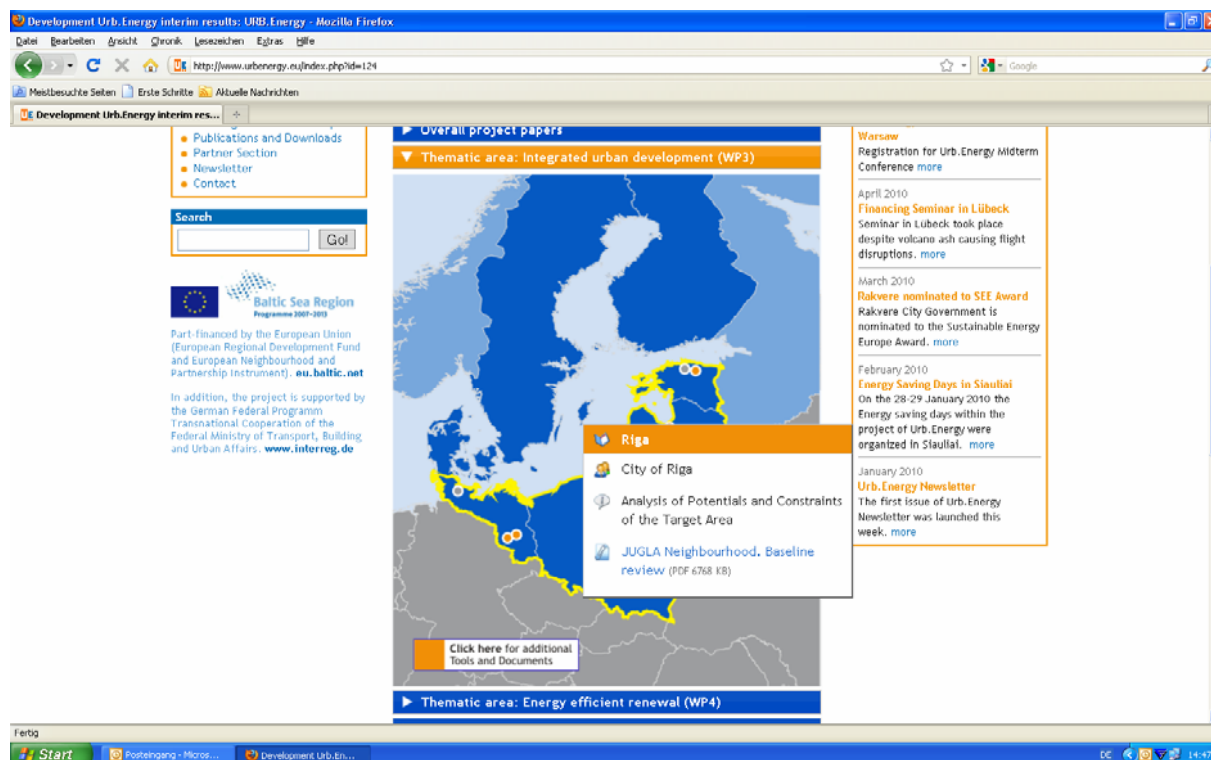 Development Urb.Energy interim results: URB.Energy - Mozilla Firefox
Datei Bearbeiten Ansicht Chronik Lesezeichen Extras Hilfe
http://www.urbenergy.eu/index.php?id=124
Google
Meistbesuchte Seiten Erste Schritte Aktuelle Nachrichten
UE Development Urb.Energy interim res...
Publications and Downloads
Partner Section
Newsletter
Contact
Search
Go!
Baltic Sea Region
Programme 2007-2013
Part-financed by the European Union
(European Regional Development Fund
and European Neighbourhood and
Partnership Instrument). eu.baltic.net
In addition, the project is supported by
the German Federal Programm
Transnational Cooperation of the
Federal Ministry of Transport, Building
and Urban Affairs. www.interreg.de
Overall project papers
Thematic area: Integrated urban development (WP3)
Riga
City of Riga
Analysis of Potentials and Constraints
of the Target Area
JUGLA Neighbourhood. Baseline
review (PDF 6768 KB)
Click here for additional
Tools and Documents
Thematic area: Energy efficient renewal (WP4)
Warsaw
Registration for Urb.Energy Midterm
Conference more
April 2010
Financing Seminar in Lübeck
Seminar in Lübeck took place
despite volcano ash causing flight
disruptions. more
March 2010
Rakvere nominated to SEE Award
Rakvere City Government is
nominated to the Sustainable Energy
Europe Award. more
February 2010
Energy Saving Days in Siauliai
On the 28-29 January 2010 the
Energy saving days within the
project of Urb.Energy were
organized in Siauliai. more
January 2010
Urb.Energy Newsletter
The first issue of Urb.Energy
Newsletter was launched this
week. more
Fertig
Start Posteingang - Micros... Development Urb.En... DE 14:47